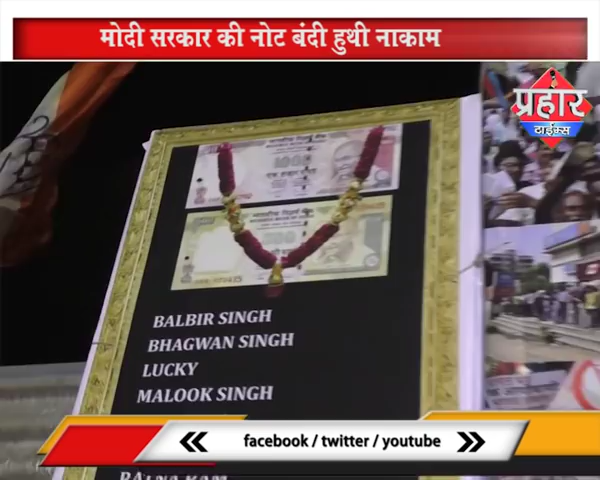 मोदी सरकार की नोट बंदी हुथी नाकाम
प्रहार
टाईम्स
BALBIR SINGH
BHAGWAN SINGH
LUCKY
MALOOK SINGH
facebook / twitter / youtube